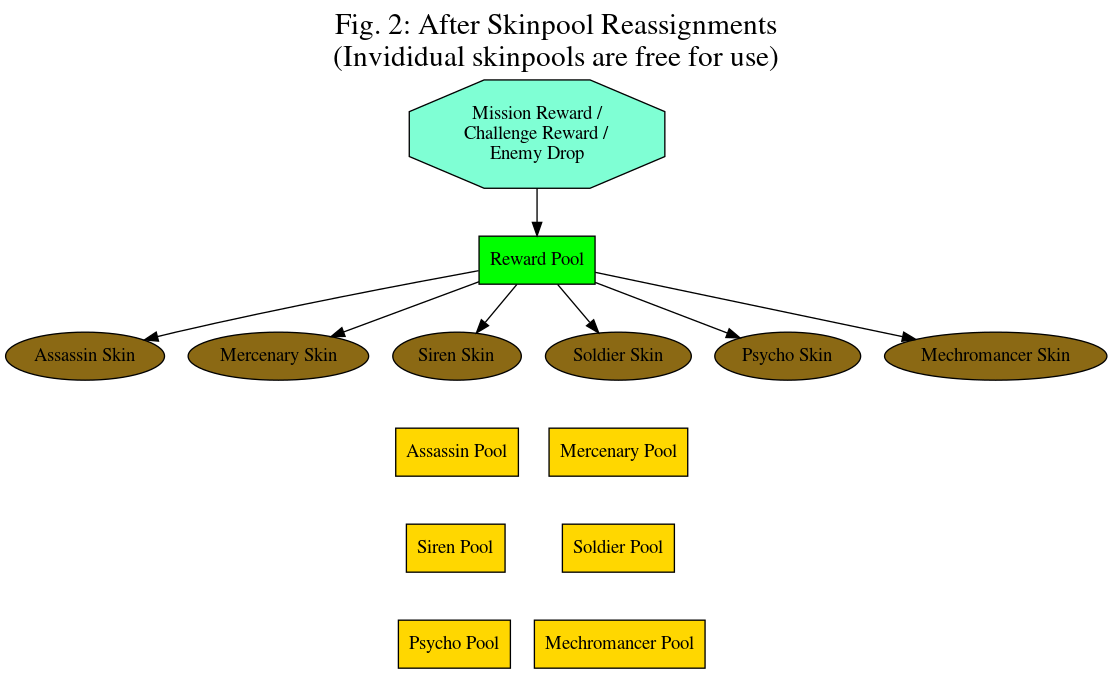 Fig. 2: After Skinpool Reassignments
(Invididual skinpools are free for use)
Mission Reward /
Challenge Reward /
Enemy Drop
Reward Pool
Assassin Skin
Mercenary Skin
Siren Skin
Soldier Skin
Psycho Skin
Mechromancer Skin
Assassin Pool
Mercenary Pool
Siren Pool
Soldier Pool
Psycho Pool
Mechromancer Pool